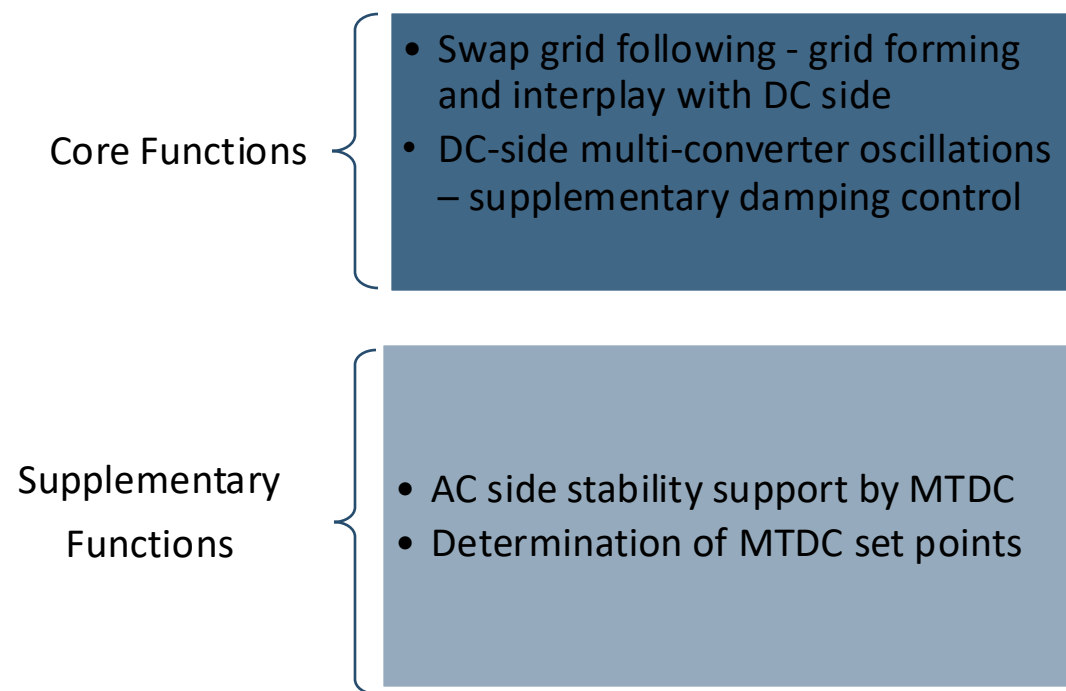 Core Functions
• Swap grid following - grid forming
and interplay with DC side
• DC-side multi-converter oscillations
– supplementary damping control
Supplementary
Functions
• AC side stability support by MTDC
• Determination of MTDC set points